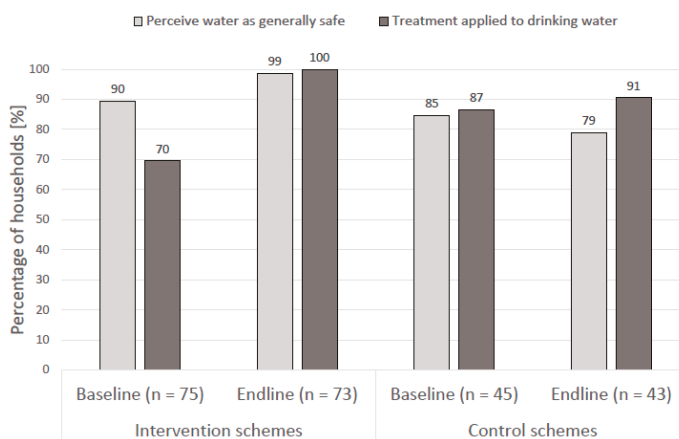 Perceive water as generally safe
Treatment applied to drinking water
Percentage of households [%]
100
90
80
70
60
50
40
30
20
10
0
90
70
99
100
85
87
79
91
Baseline (n = 75)
Endline (n = 73)
Baseline (n = 45)
Endline (n = 43)
Intervention schemes
Control schemes